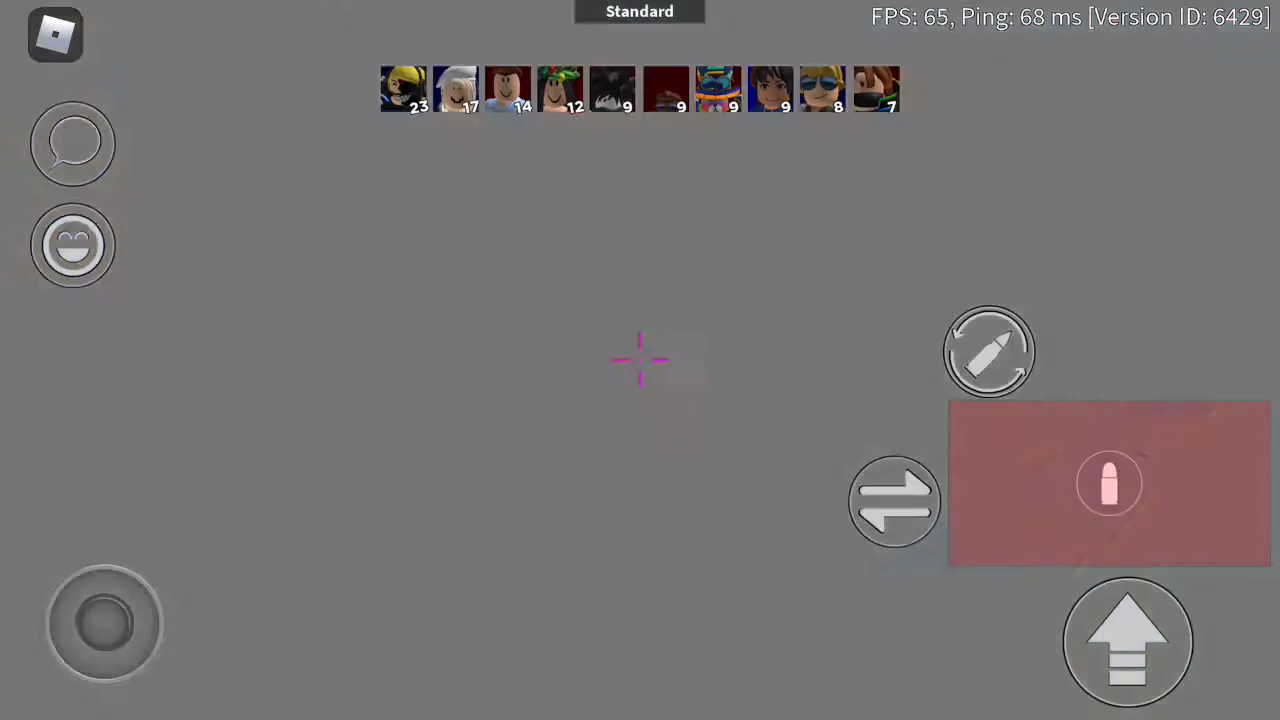 Standard
FPS: 65, Ping: 68 ms [Version ID: 6429]
23 17 14 12 9 9 9 9 8 7